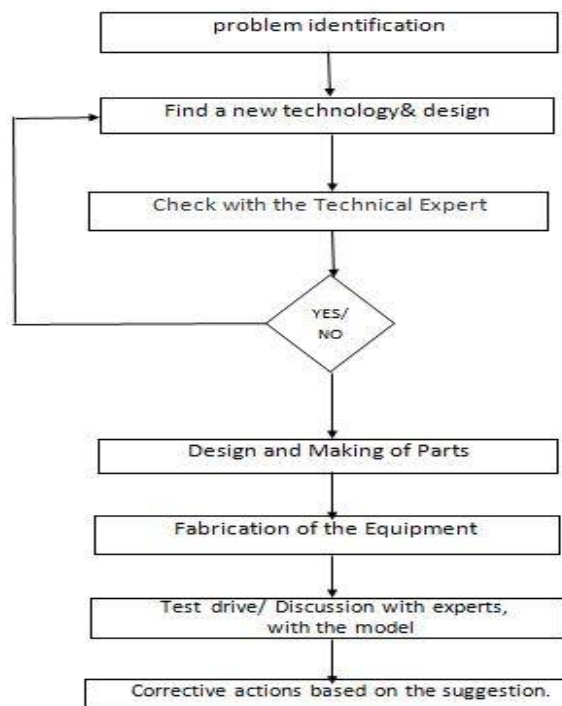 problem identification
Find a new technology& design
Check with the Technical Expert
YES/
NO
Design and Making of Parts
Fabrication of the Equipment
Test drive/ Discussion with experts,
with the model
Corrective actions based on the suggestion.